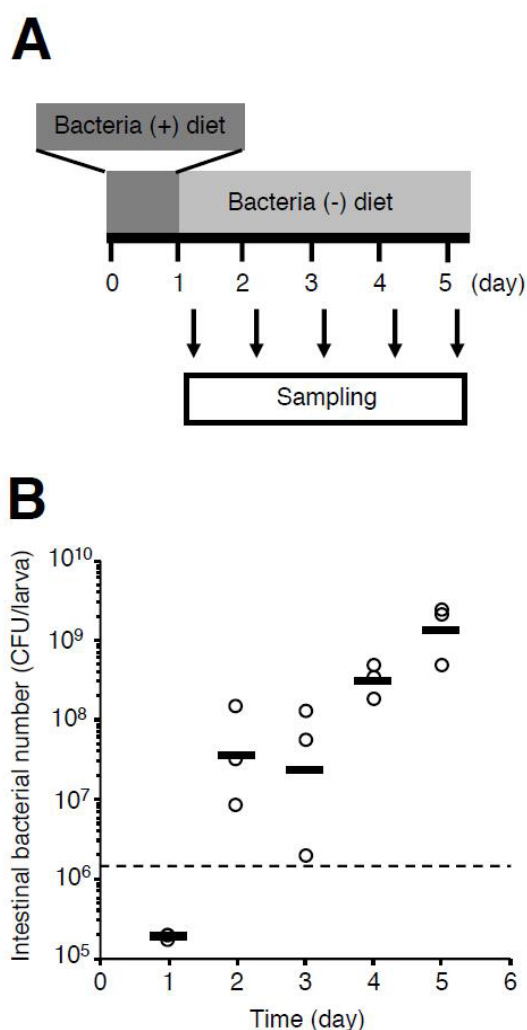 A
Bacteria (+) diet
Bacteria (-) diet
0 1 2 3 4 5 (day)
Sampling
B
Intestinal bacterial number (CFU/larva)
10¹⁰
10⁹
10⁸
10⁷
10⁶
10⁵
0 1 2 3 4 5 6
Time (day)